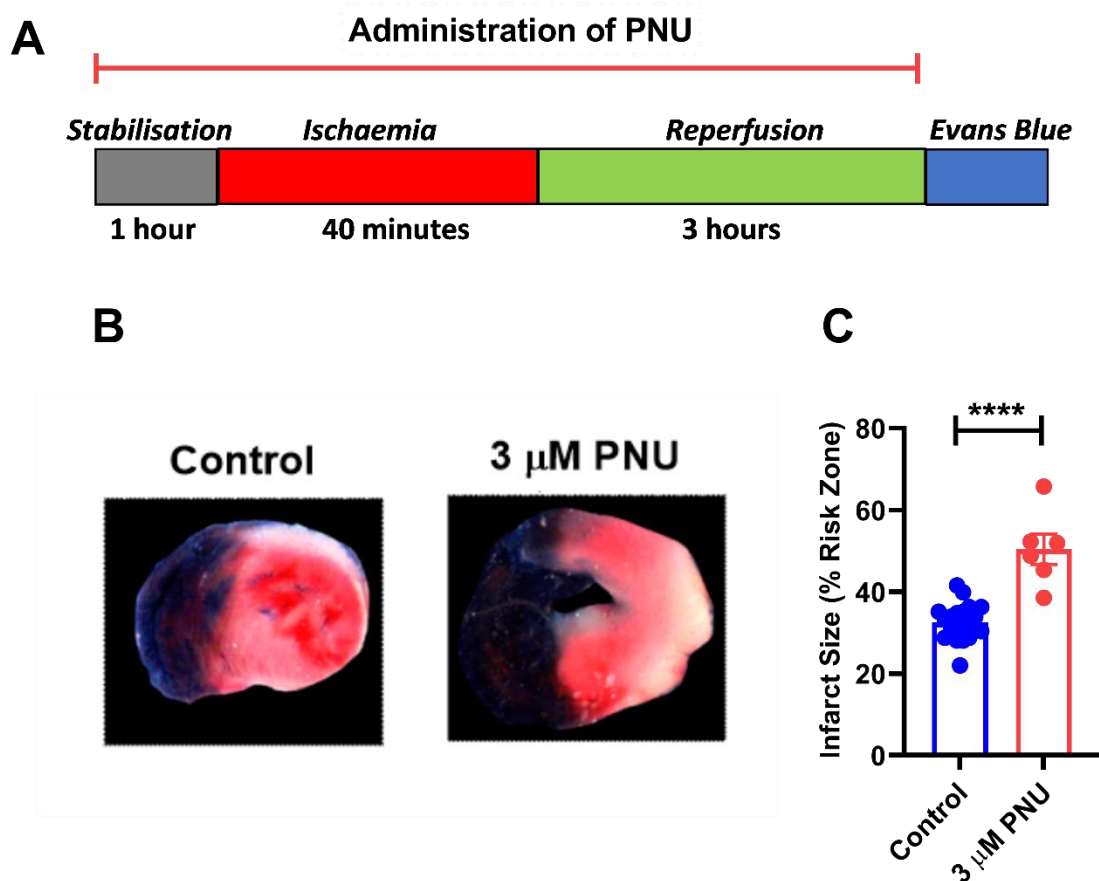 A
Administration of PNU
Stabilisation Ischaemia Reperfusion Evans Blue
1 hour 40 minutes 3 hours
B
Control 3 μM PNU
C
****
Infarct Size (% Risk Zone)
80
60
40
20
0
Control
3 μM PNU